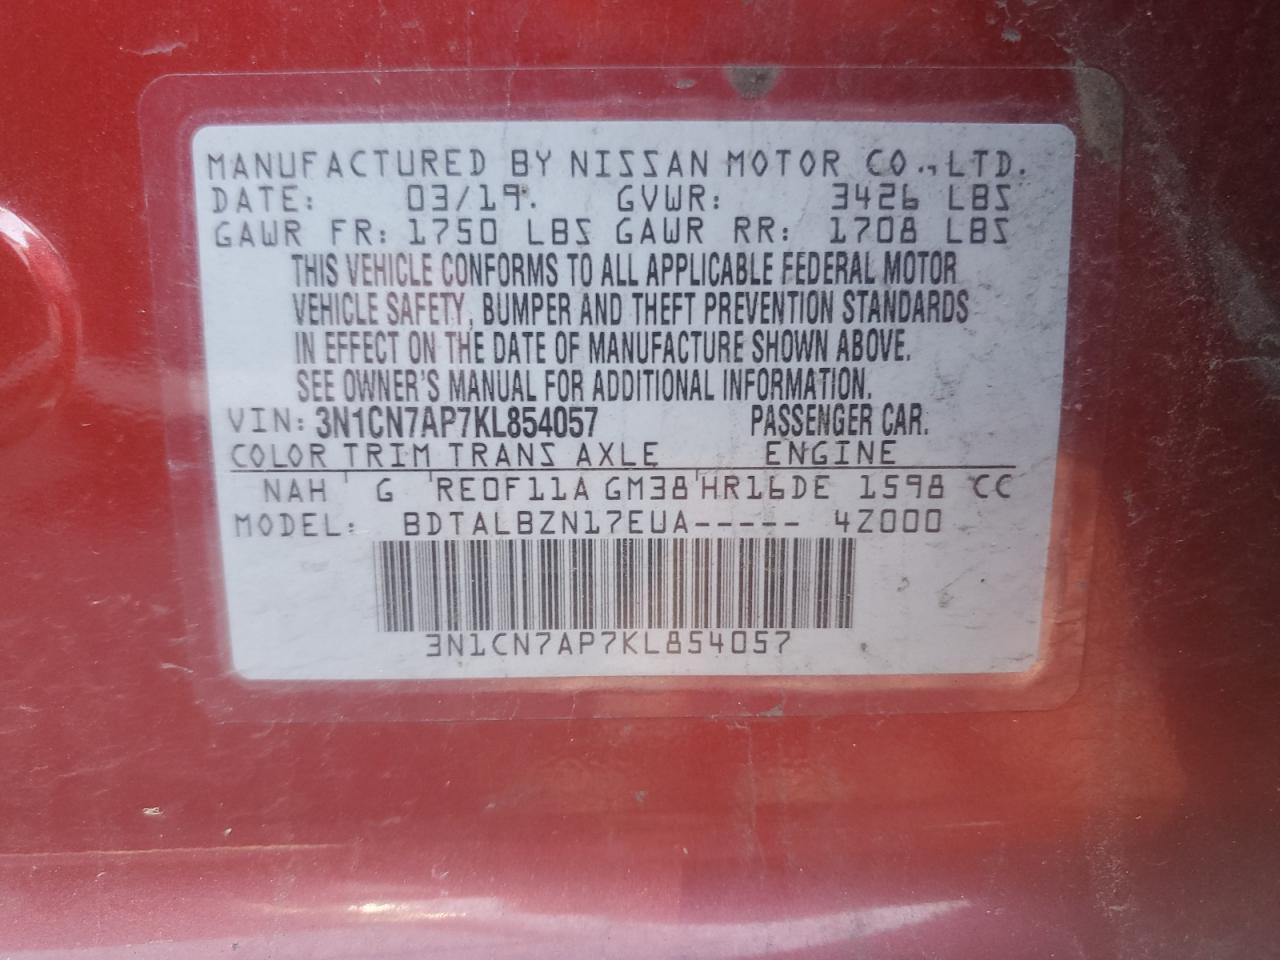 MANUFACTURED BY NISSAN MOTOR CO., LTD.
DATE: 03/19. GVWR: 3426 LBS
GAWR FR: 1750 LBS GAWR RR: 1708 LBS
THIS VEHICLE CONFORMS TO ALL APPLICABLE FEDERAL MOTOR
VEHICLE SAFETY, BUMPER AND THEFT PREVENTION STANDARDS
IN EFFECT ON THE DATE OF MANUFACTURE SHOWN ABOVE.
SEE OWNER'S MANUAL FOR ADDITIONAL INFORMATION.
VIN: 3N1CN7AP7KL854057 PASSENGER CAR.
COLOR TRIM TRANS AXLE ENGINE
NAH G RE0F11A GM38 HR16DE 1598 CC
MODEL: BDTALBZN17EUA----- 4Z000
3N1CN7AP7KL854057